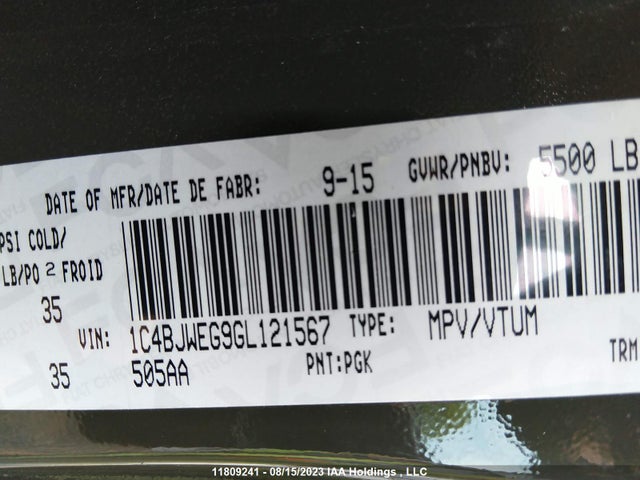 DATE OF MFR/DATE DE FABR: 9-15 GVWR/PNBV: 5500 LB
PSI COLD/
LB/PO 2 FROID
35
VIN: 1C4BJWEG9GL121567 TYPE: MPV/VTUM
35 505AA PNT:PGK TRM
11809241 - 08/15/2023 IAA Holdings , LLC